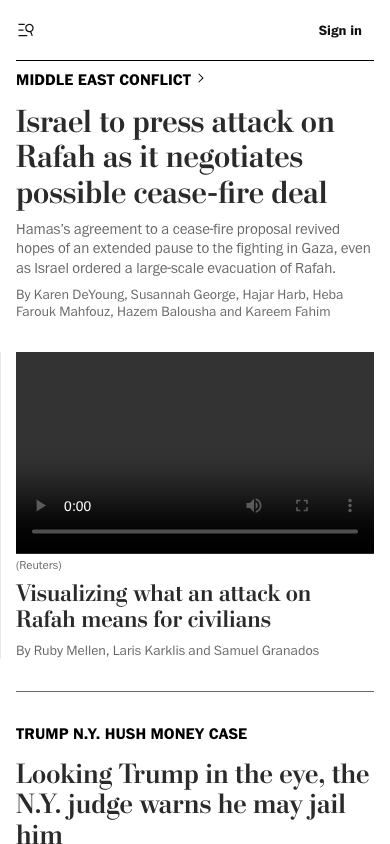 Sign in
MIDDLE EAST CONFLICT
Israel to press attack on
Rafah as it negotiates
possible cease-fire deal
Hamas's agreement to a cease-fire proposal revived
hopes of an extended pause to the fighting in Gaza, even
as Israel ordered a large-scale evacuation of Rafah.
By Karen DeYoung, Susannah George, Hajar Harb, Heba
Farouk Mahfouz, Hazem Balousha and Kareem Fahim
0:00
(Reuters)
Visualizing what an attack on
Rafah means for civilians
By Ruby Mellen, Laris Karklis and Samuel Granados
TRUMP N.Y. HUSH MONEY CASE
Looking Trump in the eye, the
N.Y. judge warns he may jail
him